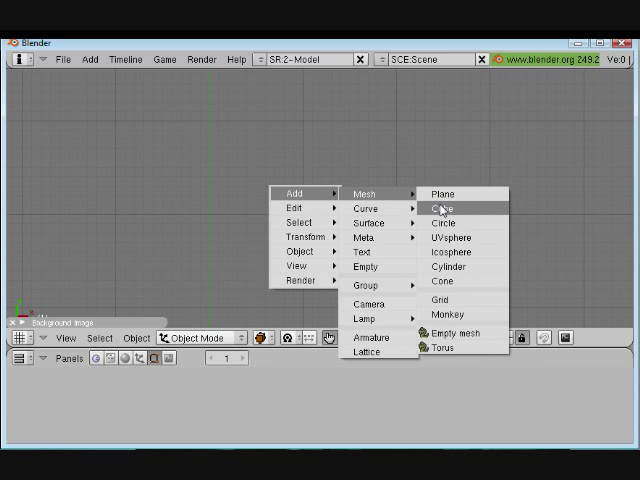 Blender
File Add Timeline Game Render Help SR:2-Model SCE:Scene www.blender.org 249.2 Ve:0
Add
Edit
Select
Transform
Object
View
Render
Mesh
Curve
Surface
Meta
Text
Empty
Group
Camera
Lamp
Armature
Lattice
Plane
Cube
Circle
UVsphere
Icosphere
Cylinder
Cone
Grid
Monkey
Empty mesh
Torus
Background Image
View Select Object Object Mode
Panels 1